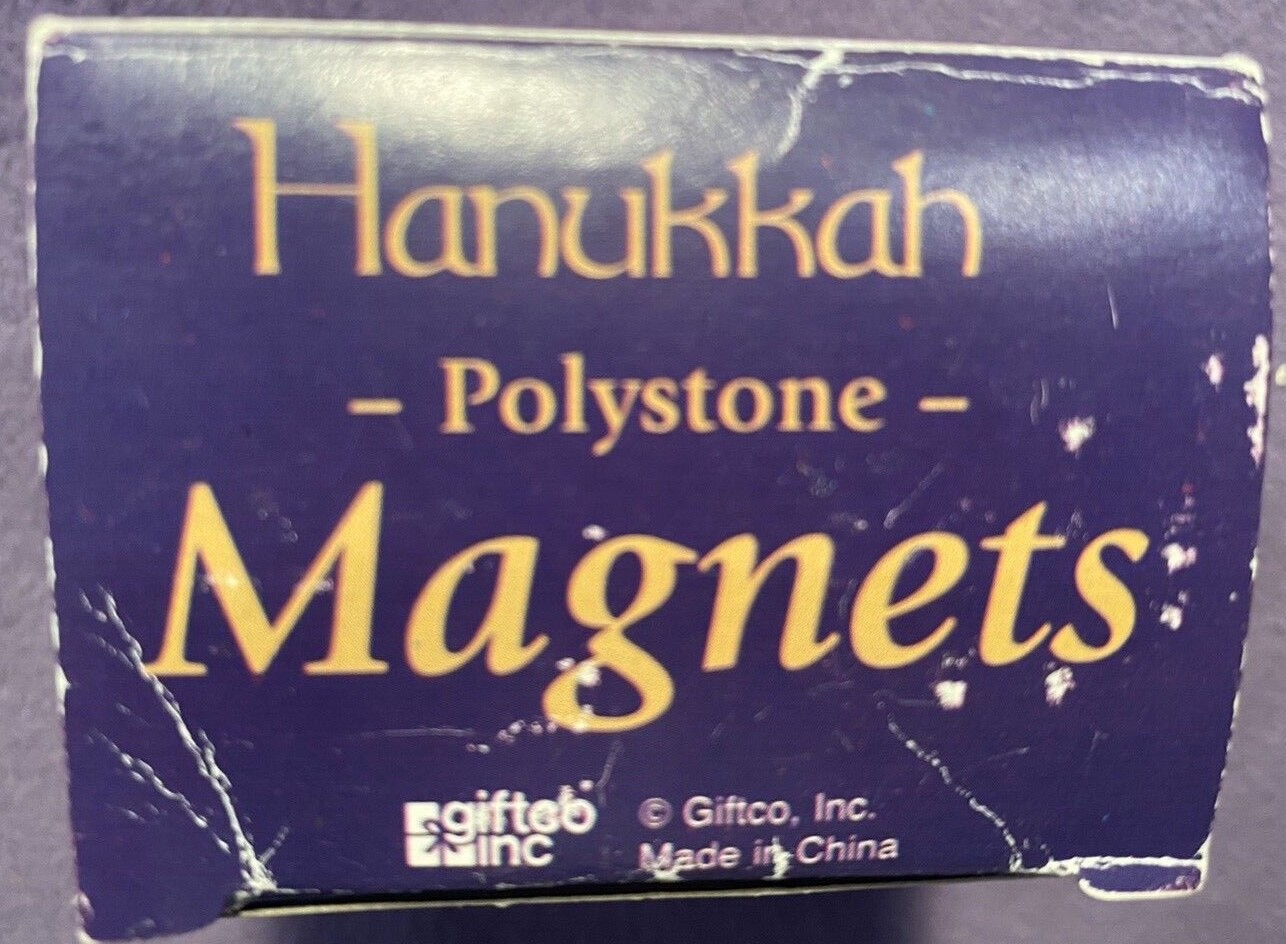 Hanukkah
– Polystone –
Magnets
giftco
inc
© Giftco, Inc.
Made in China